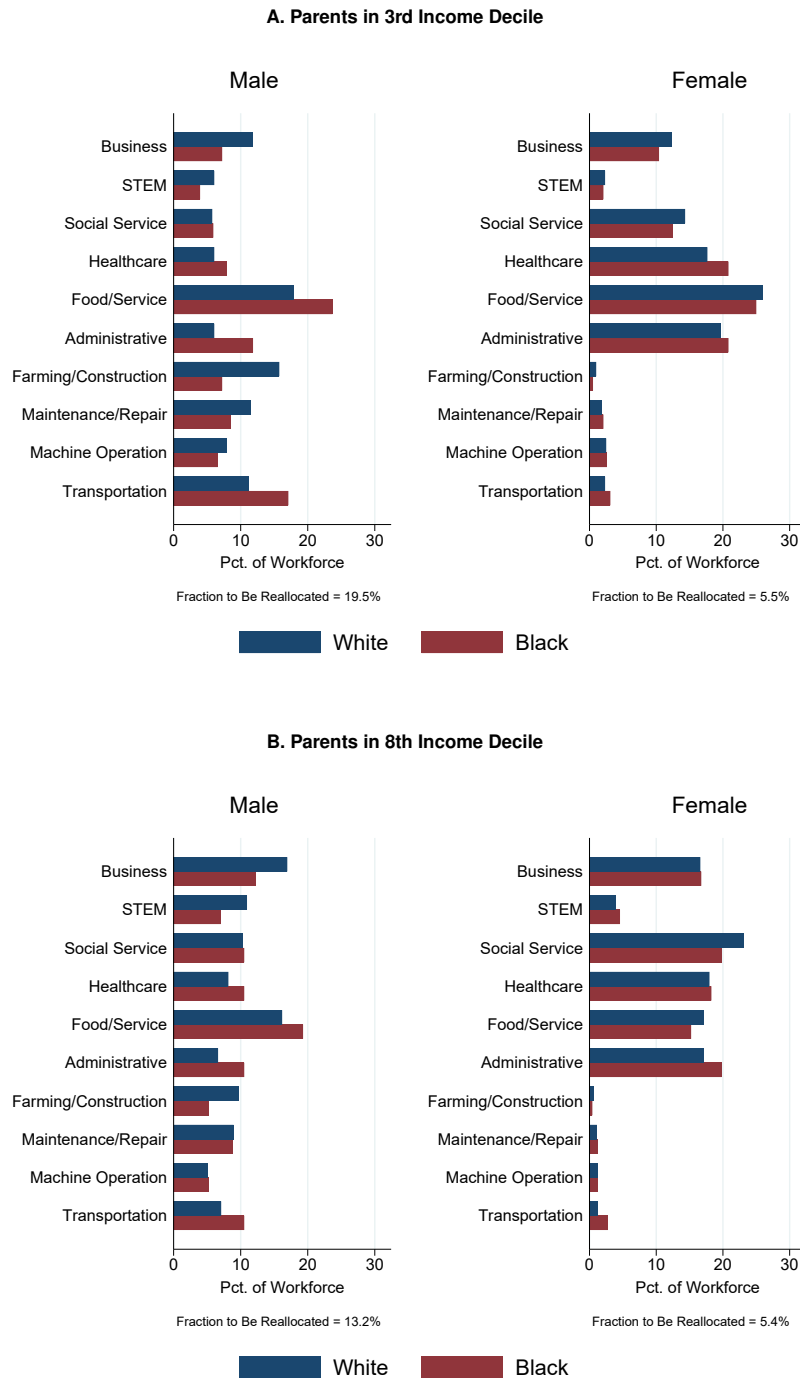 A. Parents in 3rd Income Decile
Male
Business
STEM
Social Service
Healthcare
Food/Service
Administrative
Farming/Construction
Maintenance/Repair
Machine Operation
Transportation
0 10 20 30
Pct. of Workforce
Fraction to Be Reallocated = 19.5%
Female
Business
STEM
Social Service
Healthcare
Food/Service
Administrative
Farming/Construction
Maintenance/Repair
Machine Operation
Transportation
0 10 20 30
Pct. of Workforce
Fraction to Be Reallocated = 5.5%
White Black
B. Parents in 8th Income Decile
Male
Business
STEM
Social Service
Healthcare
Food/Service
Administrative
Farming/Construction
Maintenance/Repair
Machine Operation
Transportation
0 10 20 30
Pct. of Workforce
Fraction to Be Reallocated = 13.2%
Female
Business
STEM
Social Service
Healthcare
Food/Service
Administrative
Farming/Construction
Maintenance/Repair
Machine Operation
Transportation
0 10 20 30
Pct. of Workforce
Fraction to Be Reallocated = 5.4%
White Black